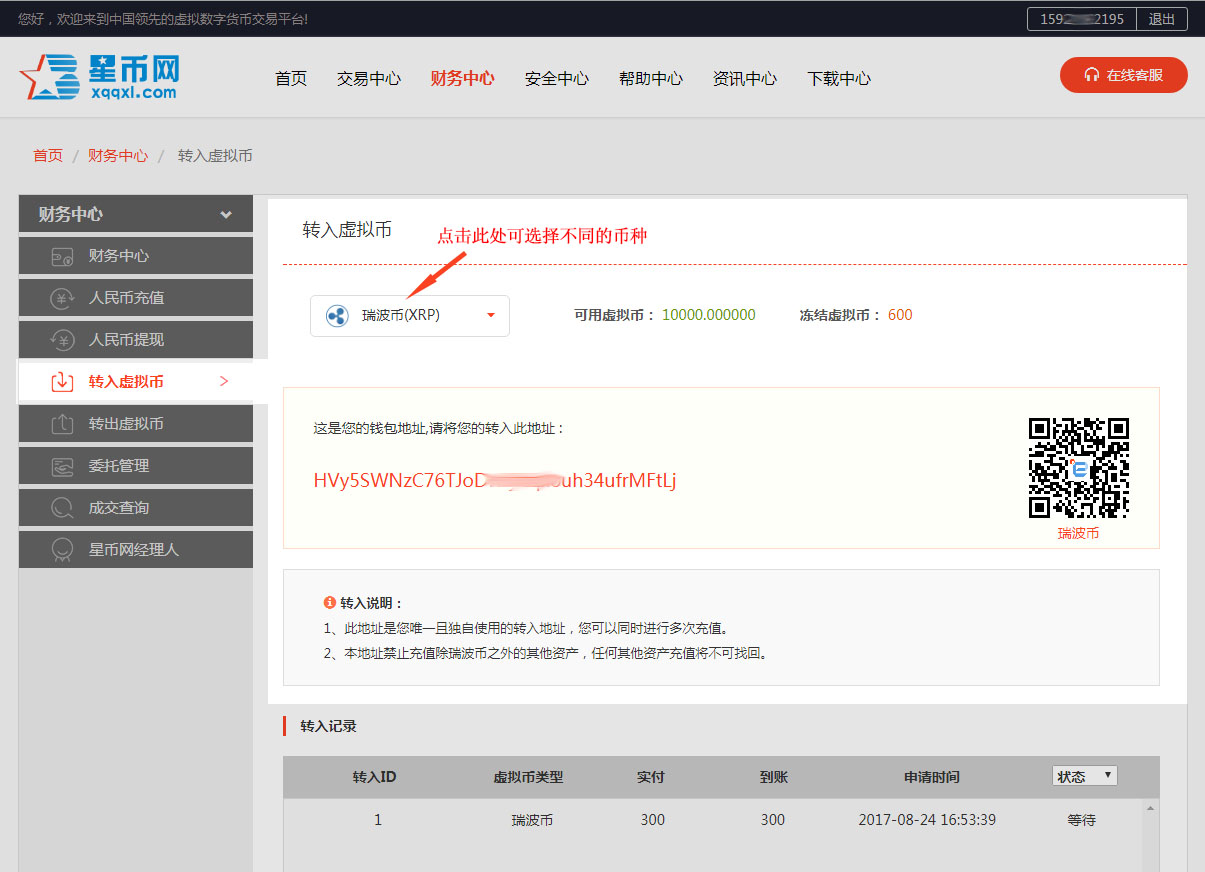 您好，欢迎来到中国领先的虚拟数字货币交易平台!
159 2195 退出
星币网
xqqxl.com
首页 交易中心 财务中心 安全中心 帮助中心 资讯中心 下载中心
在线客服
首页 / 财务中心 / 转入虚拟币
财务中心
财务中心
人民币充值
人民币提现
转入虚拟币 >
转出虚拟币
委托管理
成交查询
星币网经理人
转入虚拟币
点击此处可选择不同的币种
瑞波币(XRP)
可用虚拟币： 10000.000000 冻结虚拟币： 600
这是您的钱包地址,请将您的转入此地址：
HVy5SWNzC76TJoD uh34ufrMFtLj
瑞波币
转入说明：
1、此地址是您唯一且独自使用的转入地址，您可以同时进行多次充值。
2、本地址禁止充值除瑞波币之外的其他资产，任何其他资产充值将不可找回。
转入记录
转入ID 虚拟币类型 实付 到账 申请时间 状态
1 瑞波币 300 300 2017-08-24 16:53:39 等待